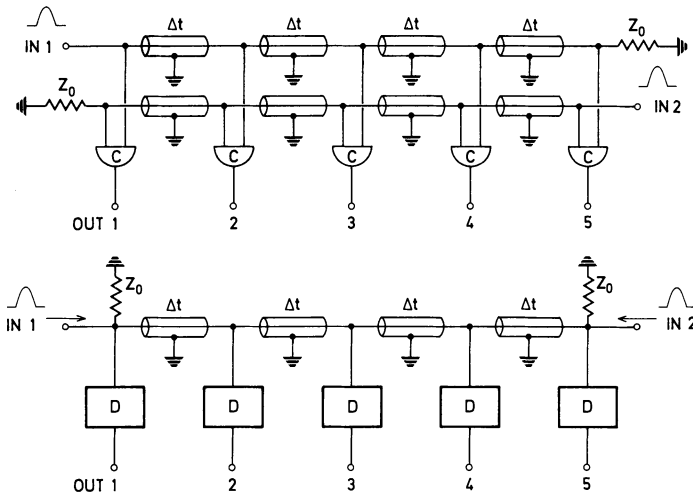 Δt Δt Δt Δt Z₀
IN 1
Z₀ IN 2
C C C C C
OUT 1 2 3 4 5
Z₀ Z₀
Δt Δt Δt Δt
IN 1 IN 2
D D D D D
OUT 1 2 3 4 5